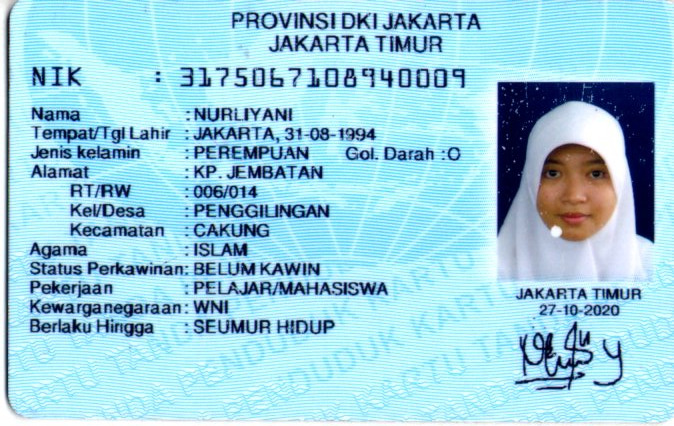 PROVINSI DKI JAKARTA
JAKARTA TIMUR
NIK : 3175067108940009
Nama : NURLIYANI
Tempat/Tgl Lahir : JAKARTA, 31-08-1994
Jenis kelamin : PEREMPUAN Gol. Darah : O
Alamat : KP. JEMBATAN
RT/RW : 006/014
Kel/Desa : PENGGILINGAN
Kecamatan : CAKUNG
Agama : ISLAM
Status Perkawinan: BELUM KAWIN
Pekerjaan : PELAJAR/MAHASISWA
Kewarganegaraan: WNI
Berlaku Hingga : SEUMUR HIDUP
JAKARTA TIMUR
27-10-2020